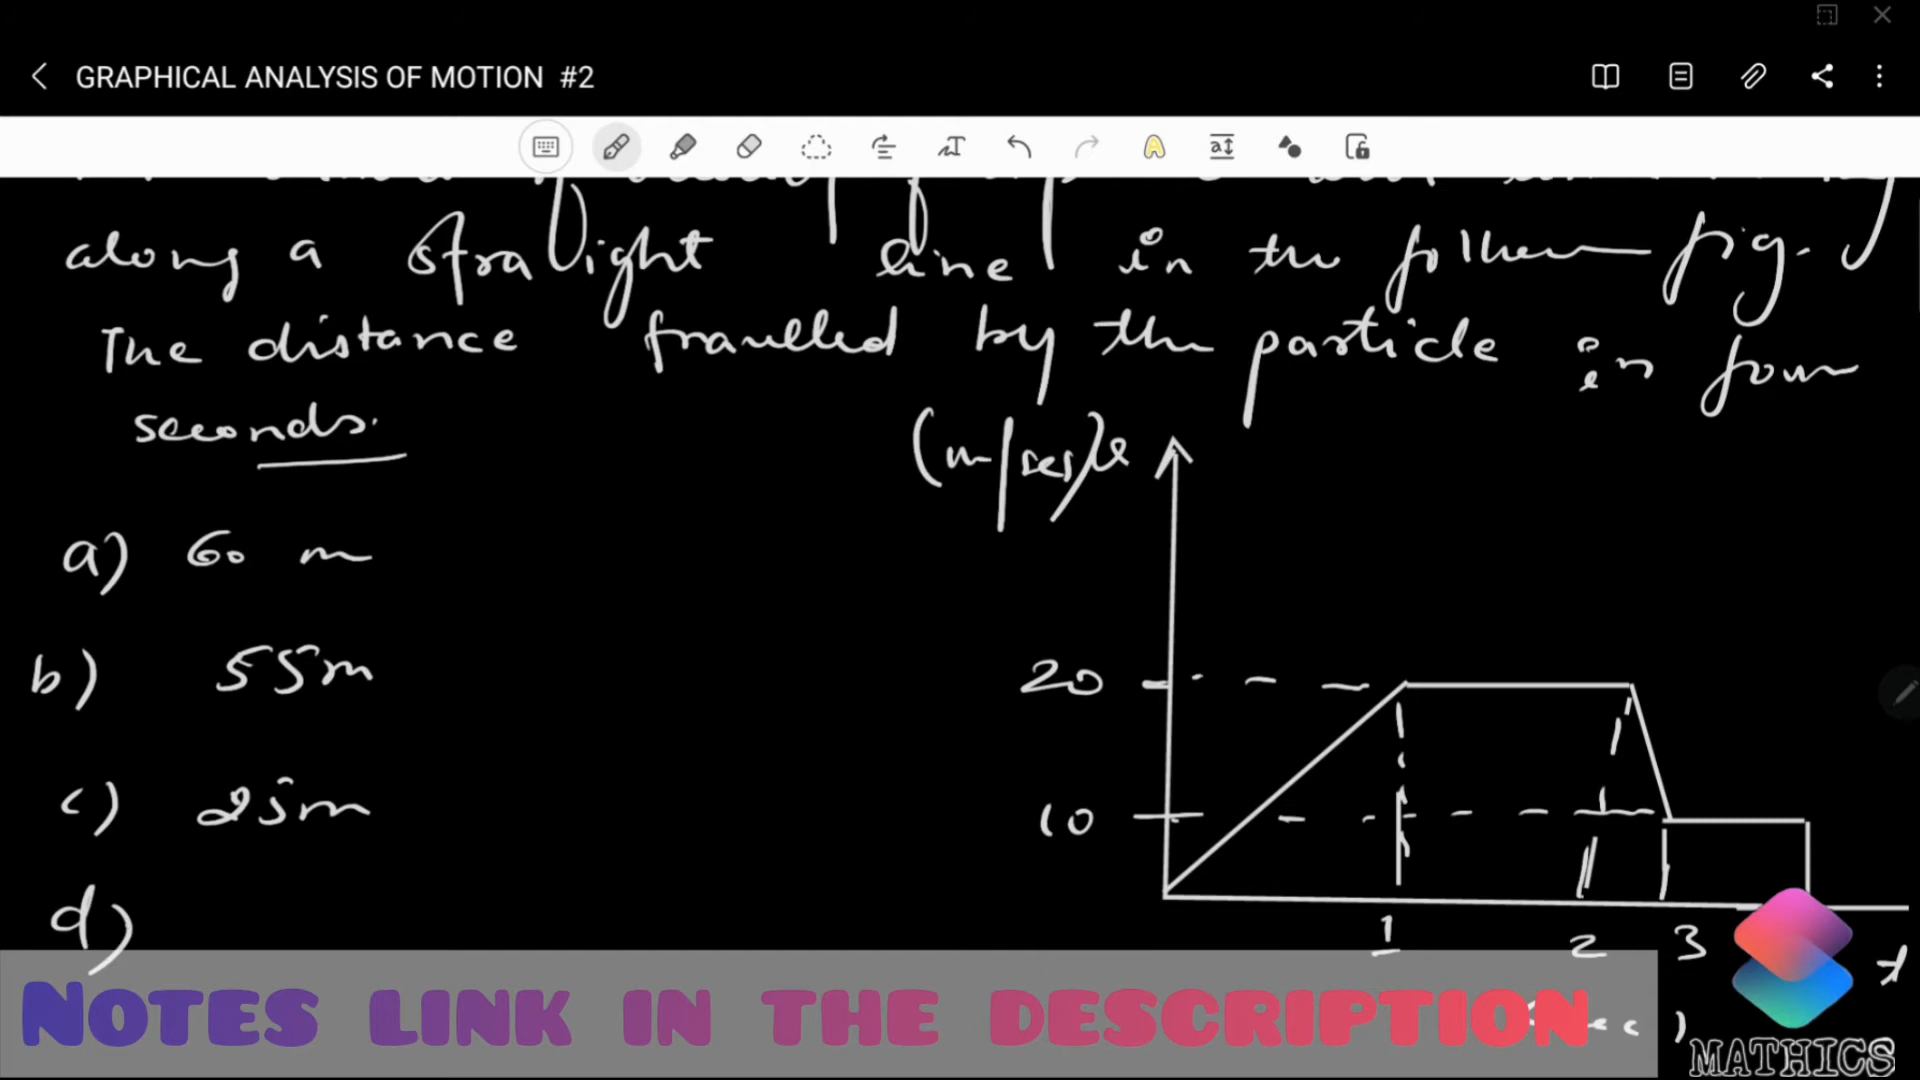 GRAPHICAL ANALYSIS OF MOTION #2
along a straight line in the follow fig.
The distance travelled by the particle in four
seconds.
(m/sec)
a) 60 m
b) 55m
c) 25m
d)
20
10
1 2 3 t
NOTES LINK IN THE DESCRIPTION
MATHICS